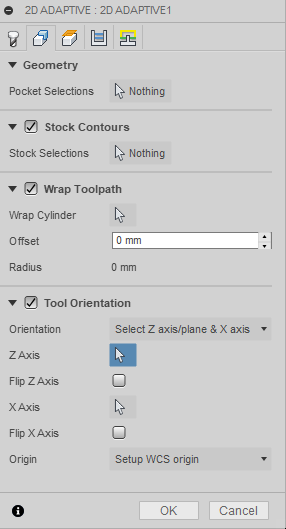 2D ADAPTIVE : 2D ADAPTIVE1
Geometry
Pocket Selections Nothing
Stock Contours
Stock Selections Nothing
Wrap Toolpath
Wrap Cylinder
Offset 0 mm
Radius 0 mm
Tool Orientation
Orientation Select Z axis/plane & X axis
Z Axis
Flip Z Axis
X Axis
Flip X Axis
Origin Setup WCS origin
OK Cancel